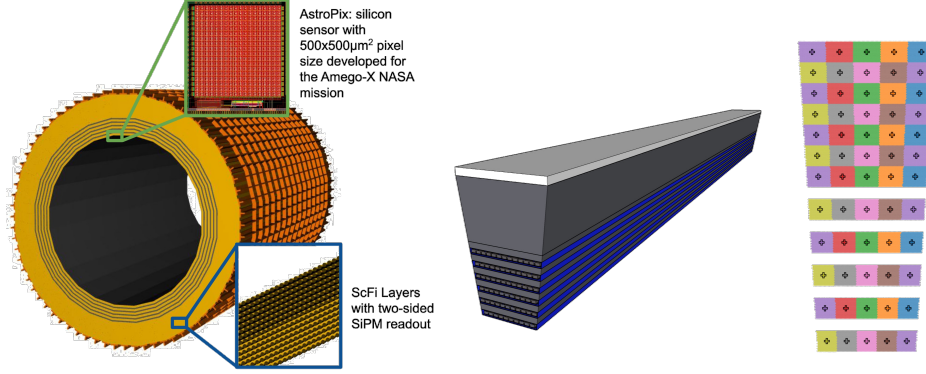 AstroPix: silicon
sensor with
500x500μm² pixel
size developed for
the Amego-X NASA
mission
ScFi Layers
with two-sided
SiPM readout